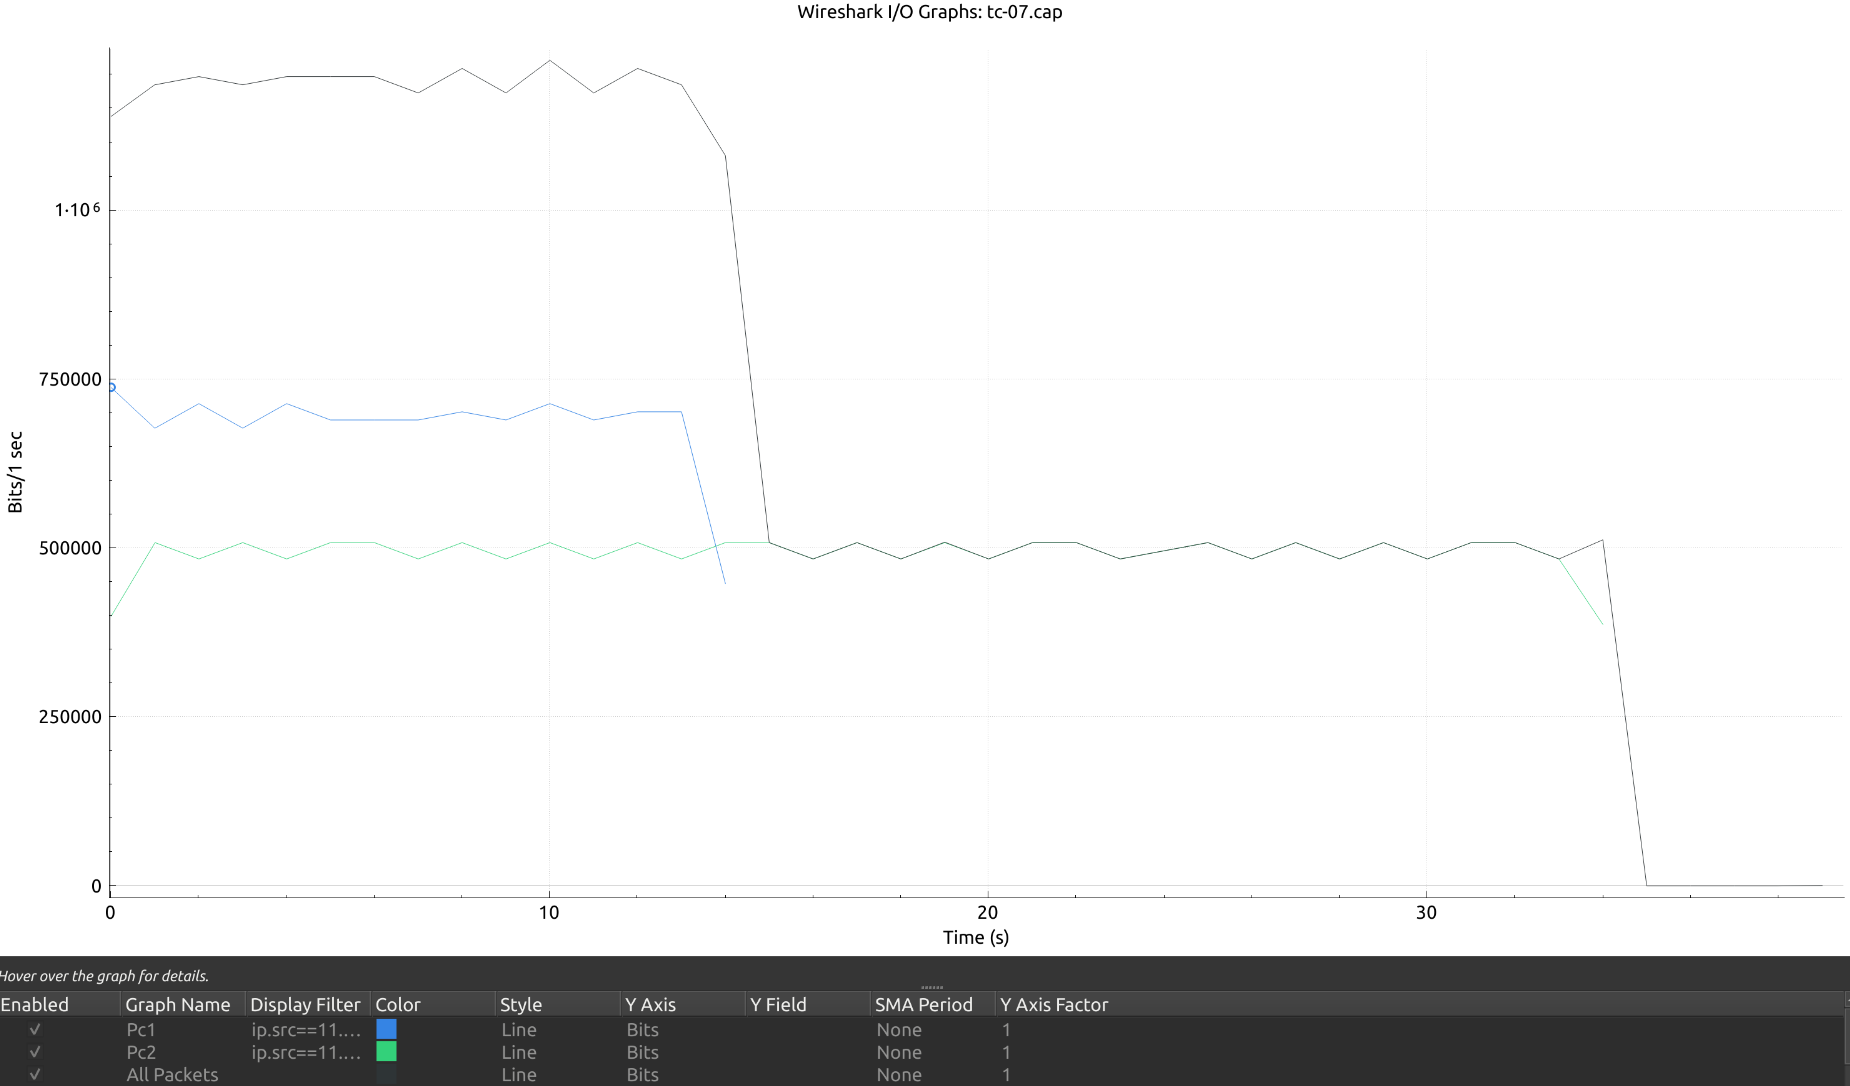 Wireshark I/O Graphs: tc-07.cap
1·10⁶
750000
500000
250000
0
Bits/1 sec
0 10 20 30
Time (s)
Hover over the graph for details.
Enabled Graph Name Display Filter Color Style Y Axis Y Field SMA Period Y Axis Factor
✓ Pc1 ip.src==11.... Line Bits None 1
✓ Pc2 ip.src==11.... Line Bits None 1
✓ All Packets Line Bits None 1